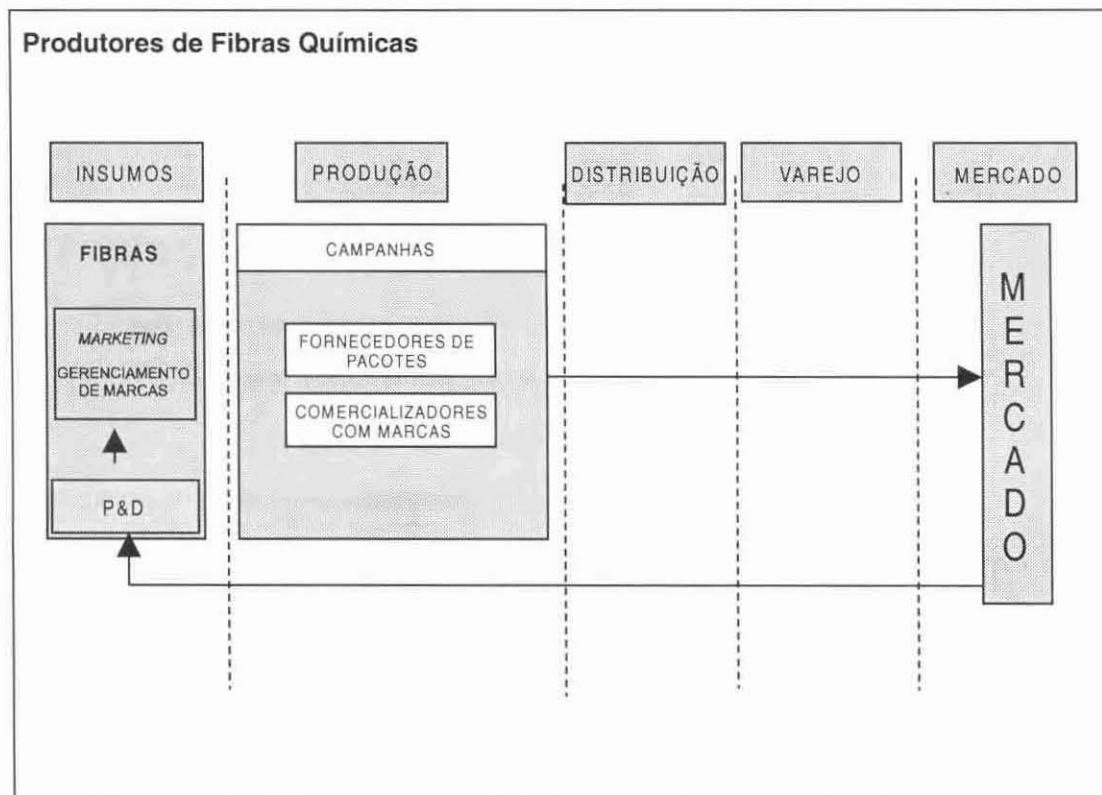 Produtores de Fibras Químicas
INSUMOS
PRODUÇÃO
DISTRIBUIÇÃO
VAREJO
MERCADO
FIBRAS
MARKETING
GERENCIAMENTO
DE MARCAS
P&D
CAMPANHAS
FORNECEDORES DE
PACOTES
COMERCIALIZADORES
COM MARCAS
MERCADO